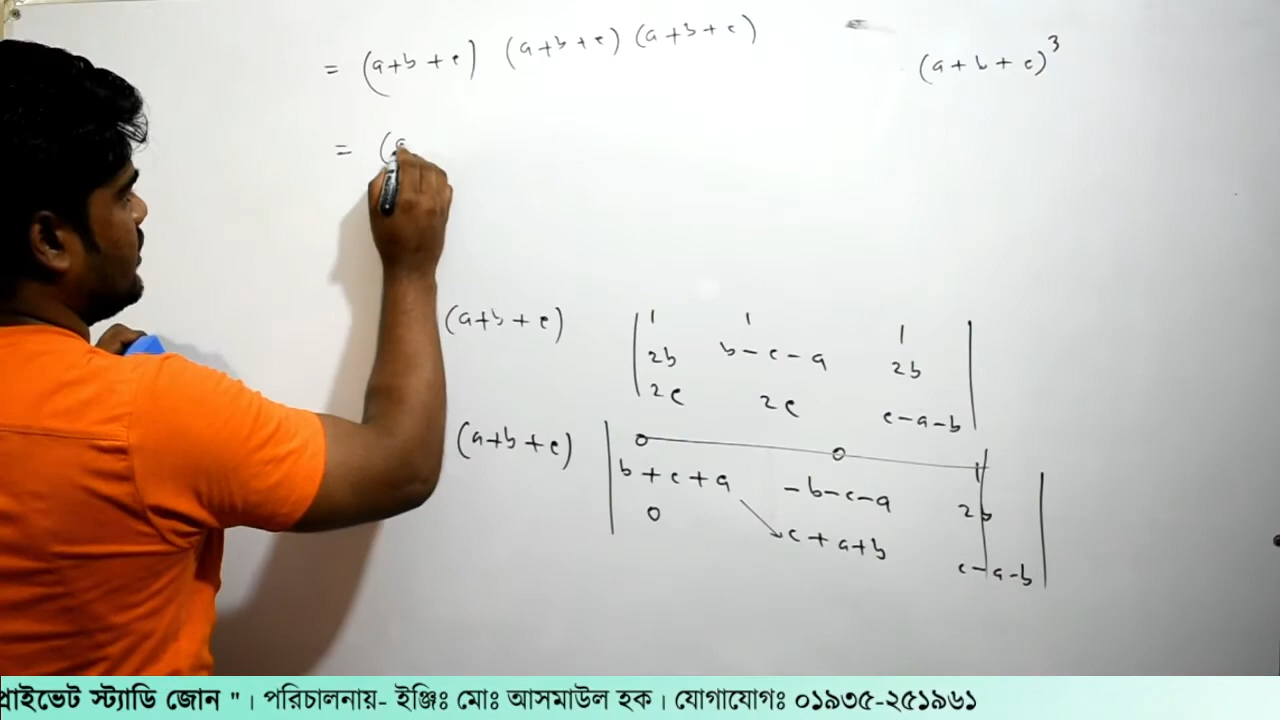 = (a+b+c) (a+b+c) (a+b+c)
(a+b+c)³
= (a
(a+b+c) | 1 1 1
2b b-c-a 2b
2c 2c c-a-b |
(a+b+c) | 0 0 1
b+c+a -b-c-a 2b
0 c+a+b c-a-b |
প্রাইভেট স্ট্যাডি জোন " । পরিচালনায়- ইঞ্জিঃ মোঃ আসমাউল হক । যোগাযোগঃ ০১৯৩৫-২৫১৯৬১